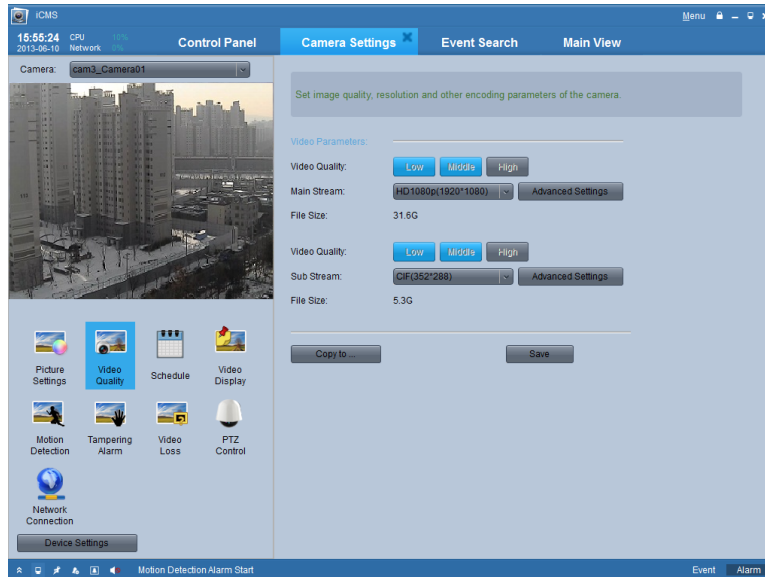 iCMS
Menu
15:55:24 CPU 10%
2013-06-10 Network 0%
Control Panel
Camera Settings
Event Search
Main View
Camera: cam3_Camera01
Set image quality, resolution and other encoding parameters of the camera.
Video Parameters:
Video Quality: Low Middle High
Main Stream: HD1080p(1920*1080) Advanced Settings
File Size: 31.6G
Video Quality: Low Middle High
Sub Stream: CIF(352*288) Advanced Settings
File Size: 5.3G
Copy to ... Save
Picture Settings
Video Quality
Schedule
Video Display
Motion Detection
Tampering Alarm
Video Loss
PTZ Control
Network Connection
Device Settings
Motion Detection Alarm Start
Event Alarm